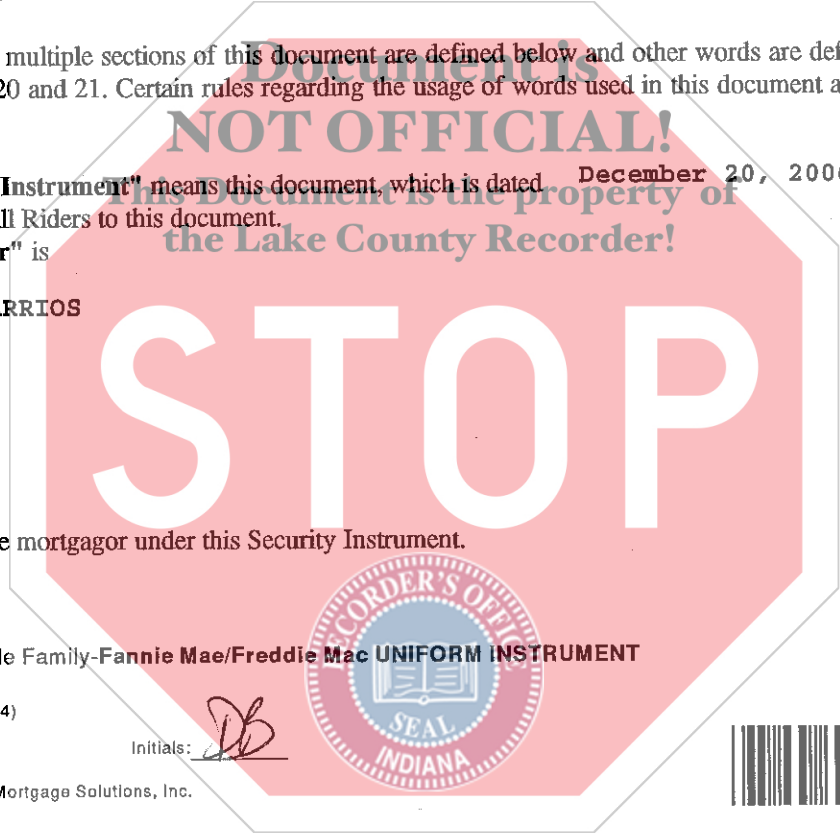 Document is
multiple sections of this document are defined below and other words are def
20 and 21. Certain rules regarding the usage of words used in this document a
NOT OFFICIAL!
Instrument" means this document, which is dated December 20, 2006
This Document is the property of
ll Riders to this document.
r" is
the Lake County Recorder!
RRIOS
STOP
e mortgagor under this Security Instrument.
RECORDER'S OFFICE
le Family-Fannie Mae/Freddie Mac UNIFORM INSTRUMENT
4)
SEAL
Initials: DB
INDIANA
Mortgage Solutions, Inc.